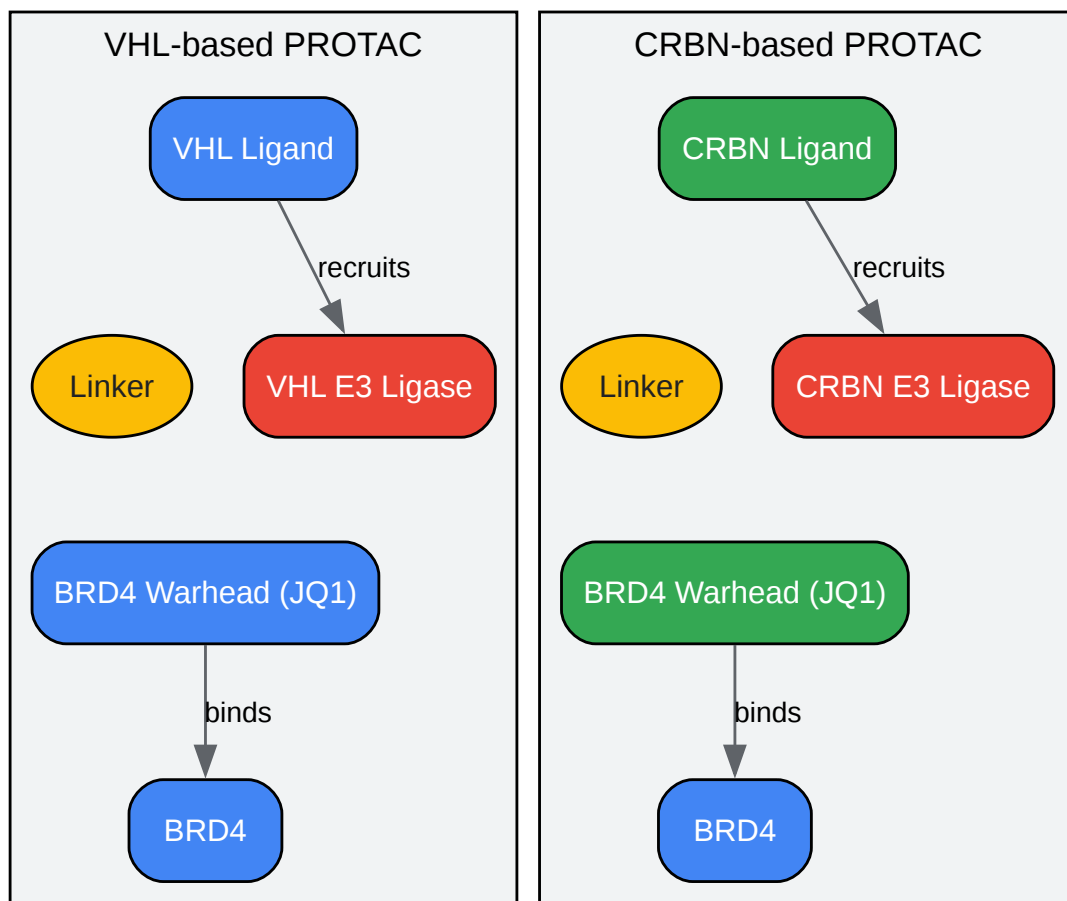 VHL-based PROTAC
VHL Ligand
recruits
Linker
VHL E3 Ligase
BRD4 Warhead (JQ1)
binds
BRD4
CRBN-based PROTAC
CRBN Ligand
recruits
Linker
CRBN E3 Ligase
BRD4 Warhead (JQ1)
binds
BRD4